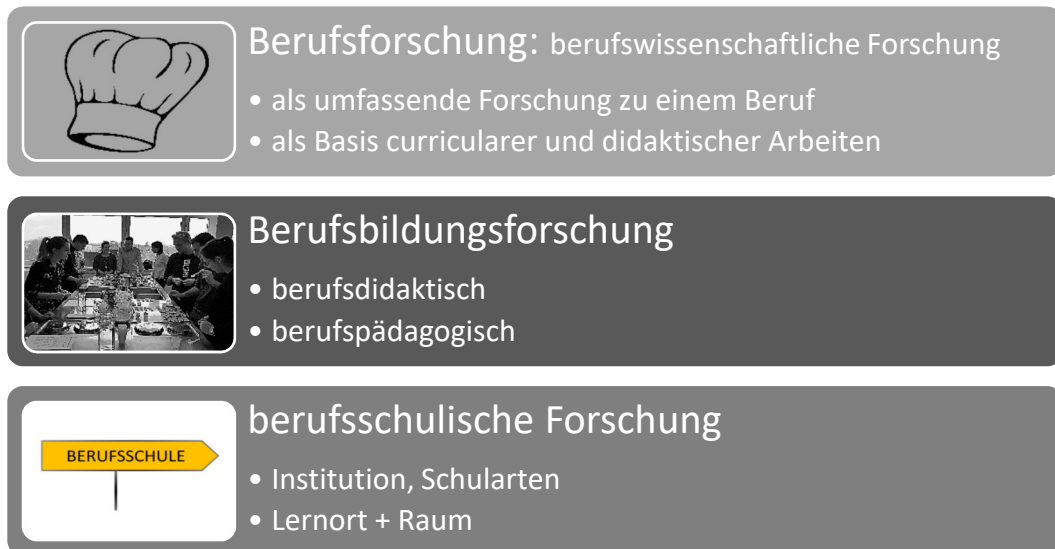 Berufsforschung: berufswissenschaftliche Forschung
• als umfassende Forschung zu einem Beruf
• als Basis curricularer und didaktischer Arbeiten
Berufsbildungsforschung
• berufsdidaktisch
• berufspädagogisch
berufsschulische Forschung
BERUFSSCHULE
• Institution, Schularten
• Lernort + Raum